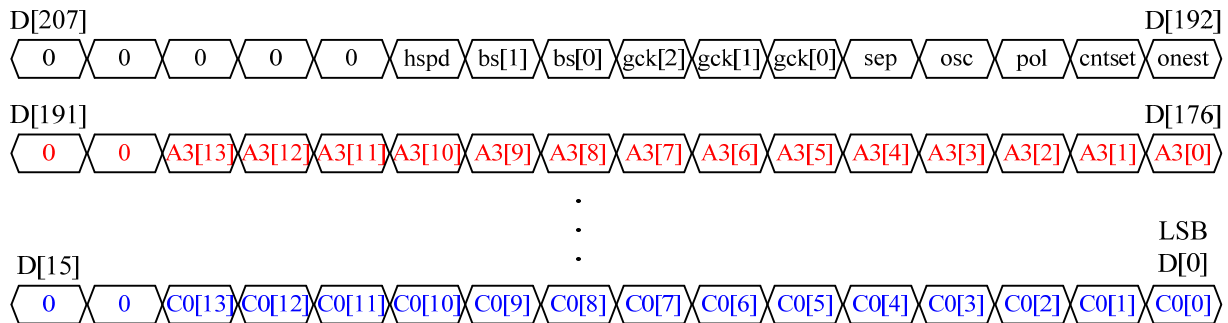 D[207] D[192]
0 0 0 0 0 hspd bs[1] bs[0] gck[2] gck[1] gck[0] sep osc pol cntset onest
D[191] D[176]
0 0 A3[13] A3[12] A3[11] A3[10] A3[9] A3[8] A3[7] A3[6] A3[5] A3[4] A3[3] A3[2] A3[1] A3[0]
LSB
D[15] D[0]
0 0 C0[13] C0[12] C0[11] C0[10] C0[9] C0[8] C0[7] C0[6] C0[5] C0[4] C0[3] C0[2] C0[1] C0[0]